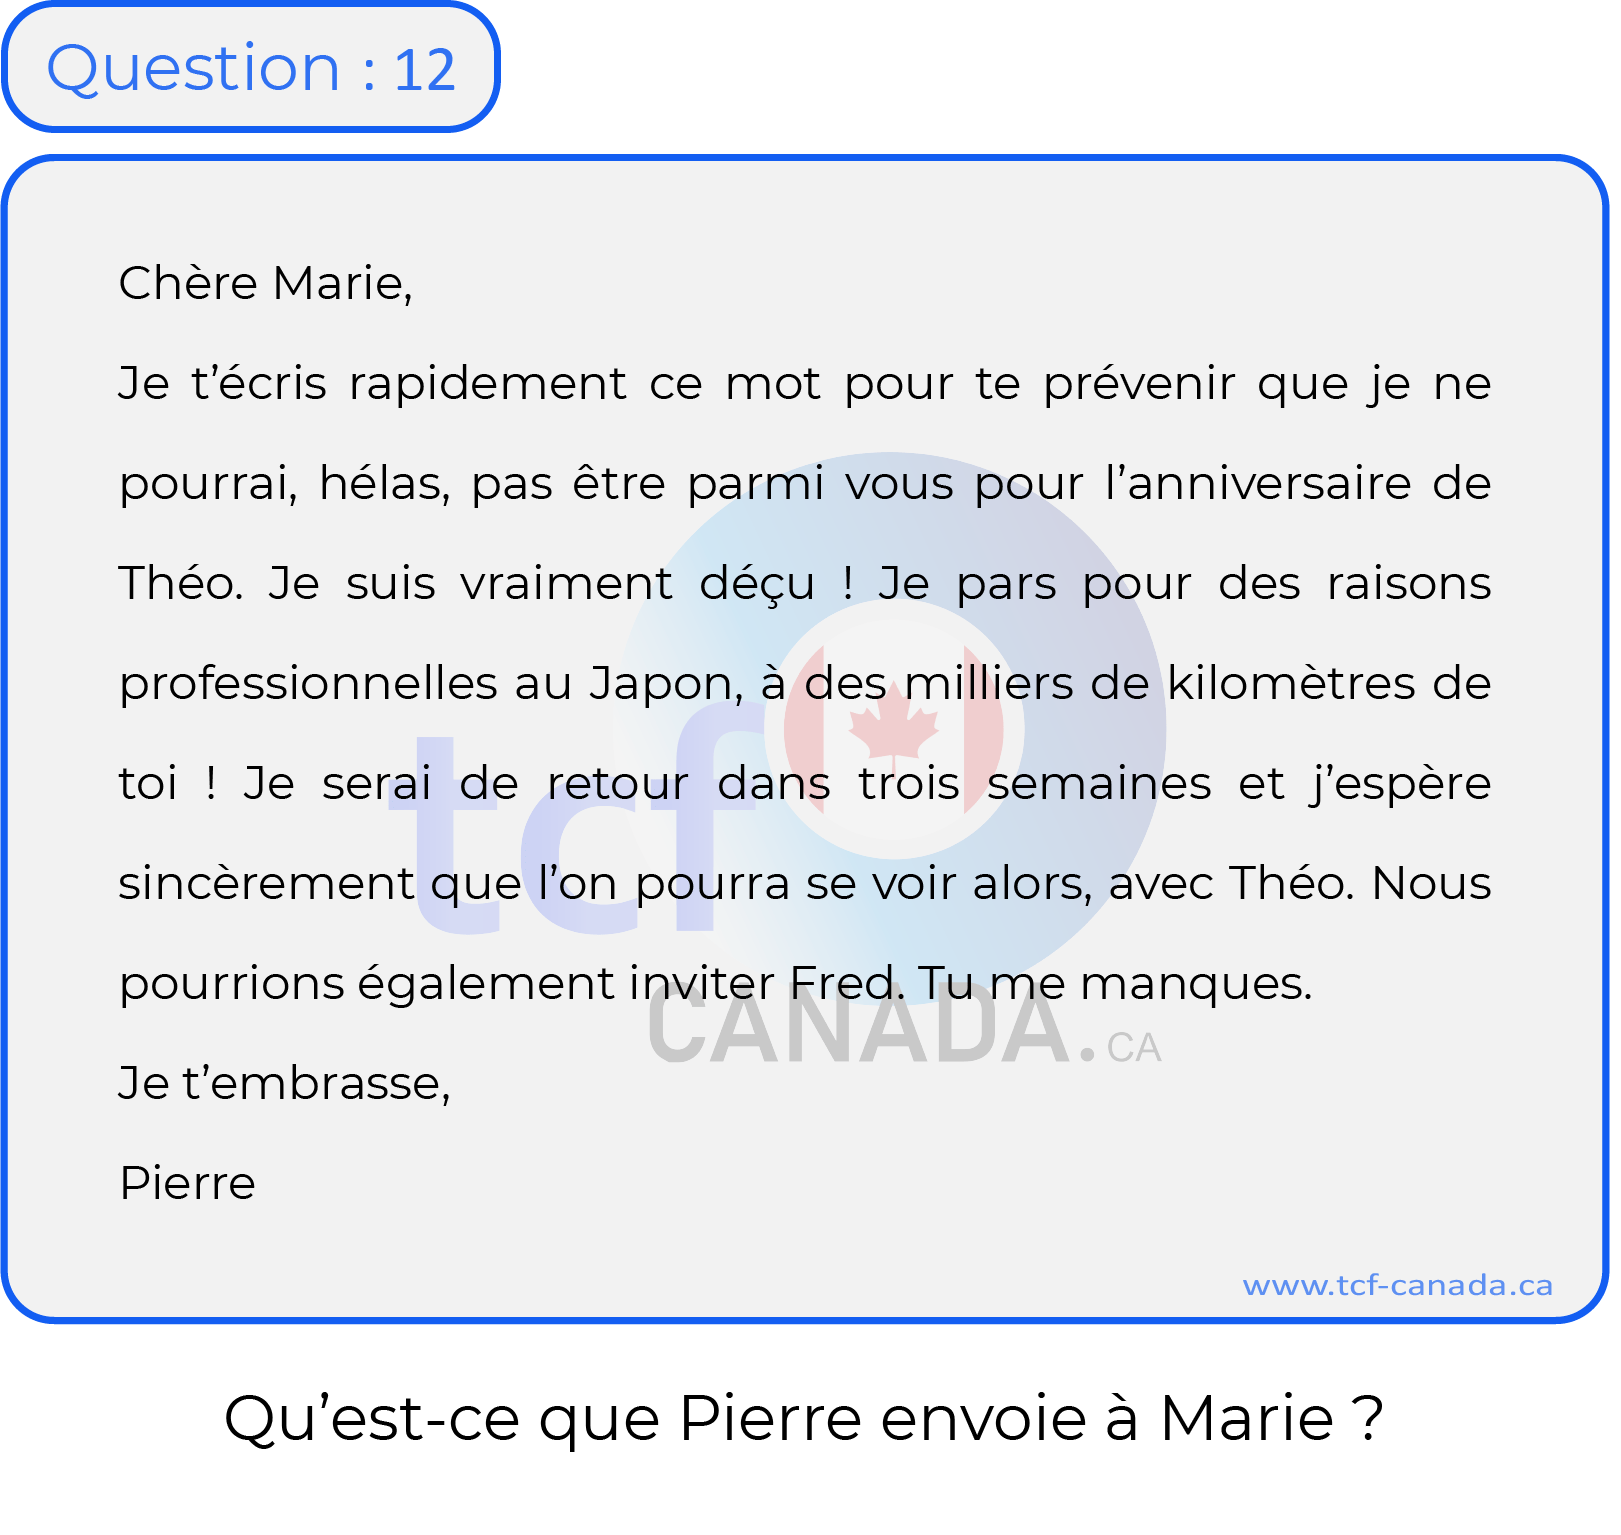 Question : 12
Chère Marie,
Je t’écris rapidement ce mot pour te prévenir que je ne
pourrai, hélas, pas être parmi vous pour l’anniversaire de
Théo. Je suis vraiment déçu ! Je pars pour des raisons
professionnelles au Japon, à des milliers de kilomètres de
toi ! Je serai de retour dans trois semaines et j’espère
sincèrement que l’on pourra se voir alors, avec Théo. Nous
pourrions également inviter Fred. Tu me manques.
Je t’embrasse,
Pierre
tcf
CANADA.CA
www.tcf-canada.ca
Qu’est-ce que Pierre envoie à Marie ?